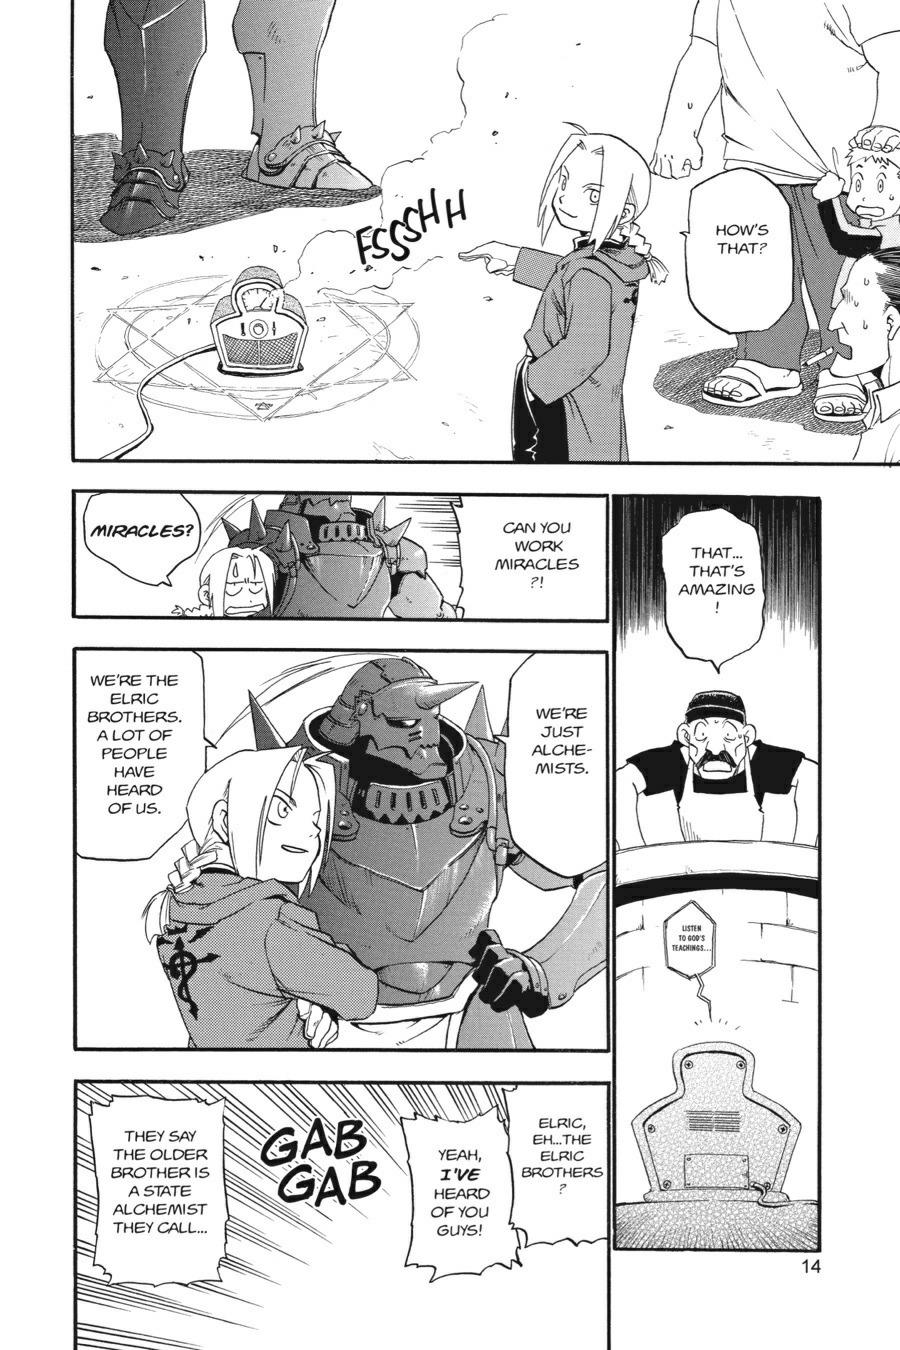 FSSSHH
HOW'S
THAT?
THAT...
THAT'S
AMAZING
!
LISTEN
TO GOD'S
TEACHINGS...
CAN YOU
WORK
MIRACLES
?!
MIRACLES?
WE'RE
JUST
ALCHE-
MISTS.
WE'RE THE
ELRIC
BROTHERS.
A LOT OF
PEOPLE
HAVE
HEARD
OF US.
ELRIC,
EH...THE
ELRIC
BROTHERS
?
YEAH,
I'VE
HEARD
OF YOU
GUYS!
GAB
GAB
THEY SAY
THE OLDER
BROTHER IS
A STATE
ALCHEMIST
THEY CALL...
14